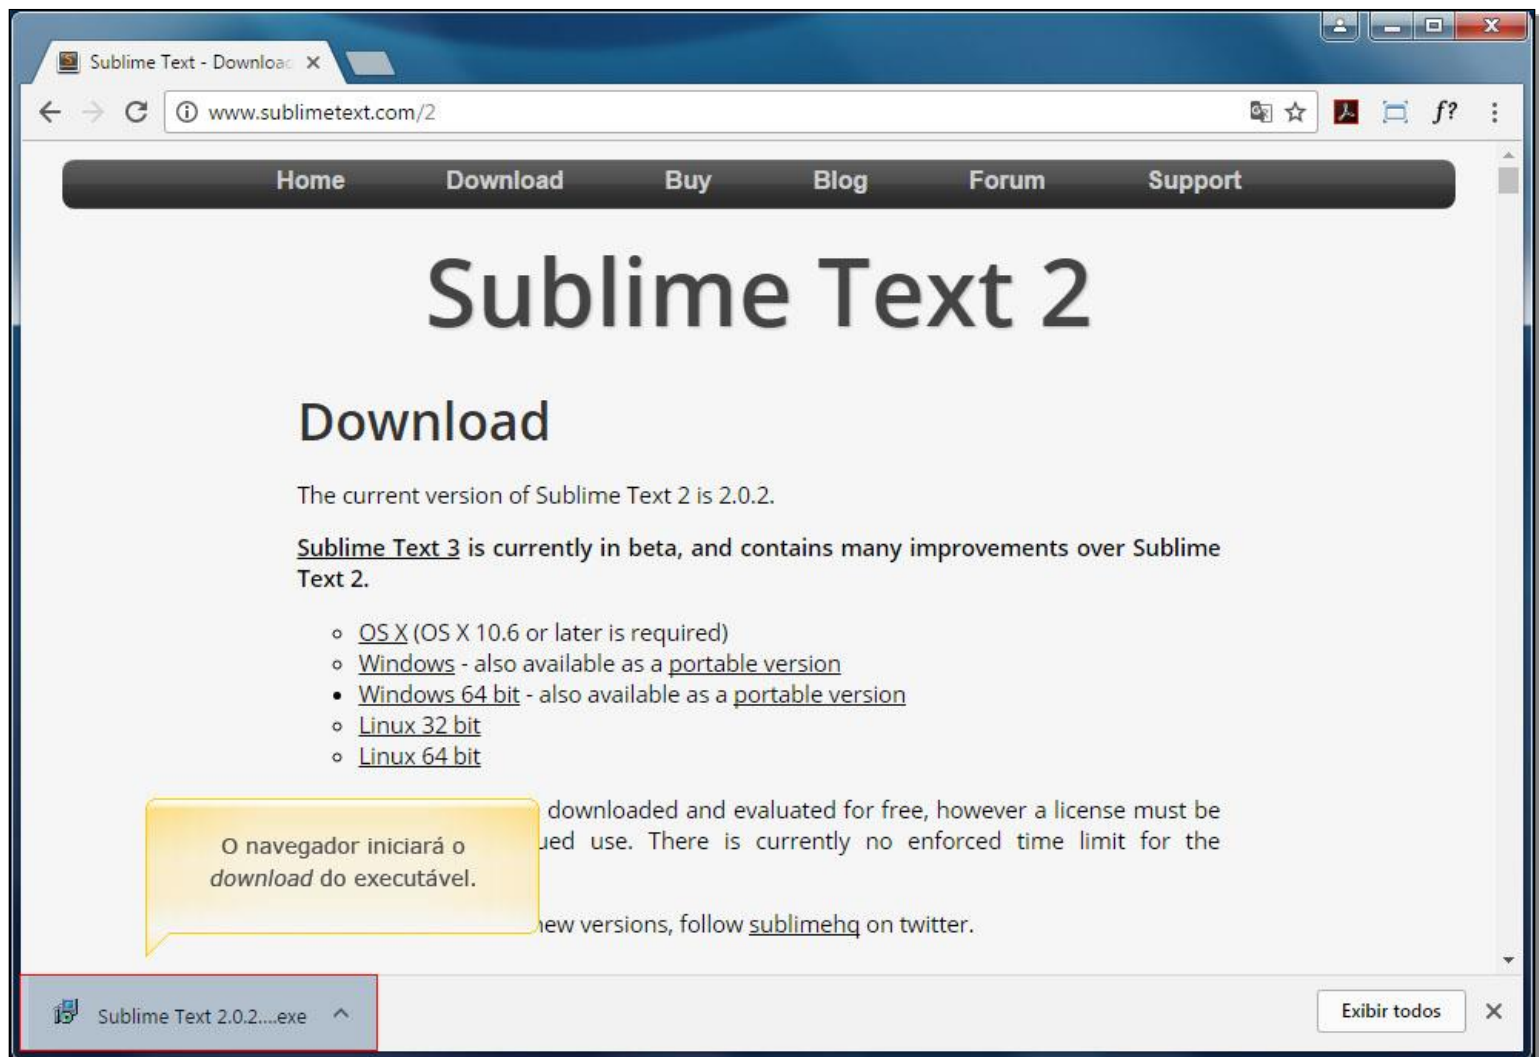 Sublime Text - Downloa
www.sublimetext.com/2
f?
Home Download Buy Blog Forum Support
Sublime Text 2
Download
The current version of Sublime Text 2 is 2.0.2.
Sublime Text 3 is currently in beta, and contains many improvements over Sublime
Text 2.
OS X (OS X 10.6 or later is required)
Windows - also available as a portable version
Windows 64 bit - also available as a portable version
Linux 32 bit
Linux 64 bit
downloaded and evaluated for free, however a license must be
use. There is currently no enforced time limit for the
versions, follow sublimehq on twitter.
O navegador iniciará o
download do executável.
Sublime Text 2.0.2....exe
Exibir todos